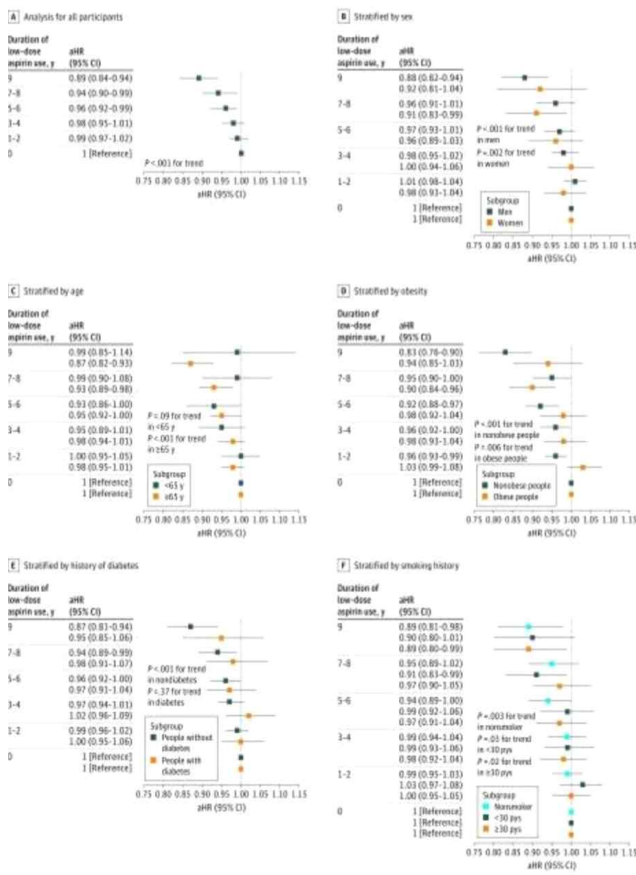 A Analysis for all participants
Duration of
low-dose
aspirin use, y
aHR
(95% CI)
9 0.89 (0.84-0.94)
7-8 0.94 (0.90-0.99)
5-6 0.96 (0.92-0.99)
3-4 0.98 (0.95-1.01)
1-2 0.99 (0.97-1.02)
0 1 [Reference]
P <.001 for trend
0.75 0.85 0.90 0.95 1.00 1.05 1.10 1.15
aHR (95% CI)
B Stratified by sex
Duration of
low-dose
aspirin use, y
aHR
(95% CI)
9 0.88 (0.82-0.94)
0.92 (0.81-1.04)
7-8 0.96 (0.91-1.01)
0.91 (0.83-0.99)
5-6 0.97 (0.93-1.01)
0.96 (0.89-1.03)
3-4 0.98 (0.95-1.02)
1.00 (0.94-1.06)
1-2 1.01 (0.98-1.04)
0.98 (0.93-1.04)
0 1 [Reference]
1 [Reference]
P <.001 for trend
in men
P =.002 for trend
in women
Subgroup
Men
Women
0.75 0.85 0.90 0.95 1.00 1.05 1.10 1.15
aHR (95% CI)
C Stratified by age
Duration of
low-dose
aspirin use, y
aHR
(95% CI)
9 0.99 (0.85-1.14)
0.87 (0.82-0.93)
7-8 0.99 (0.90-1.08)
0.93 (0.89-0.98)
5-6 0.93 (0.86-1.00)
0.95 (0.92-1.00)
3-4 0.95 (0.89-1.01)
0.98 (0.94-1.01)
1-2 1.00 (0.95-1.05)
0.98 (0.95-1.01)
0 1 [Reference]
1 [Reference]
P =.09 for trend
in <65 y
P <.001 for trend
in ≥65 y
Subgroup
<65 y
≥65 y
0.75 0.85 0.90 0.95 1.00 1.05 1.10 1.15
aHR (95% CI)
D Stratified by obesity
Duration of
low-dose
aspirin use, y
aHR
(95% CI)
9 0.83 (0.76-0.90)
0.94 (0.85-1.03)
7-8 0.95 (0.90-1.00)
0.90 (0.84-0.96)
5-6 0.92 (0.88-0.97)
0.98 (0.92-1.04)
3-4 0.96 (0.92-1.00)
0.98 (0.93-1.04)
1-2 0.96 (0.93-0.99)
1.03 (0.99-1.08)
0 1 [Reference]
1 [Reference]
P <.001 for trend
in nonobese people
P =.006 for trend
in obese people
Subgroup
Nonobese people
Obese people
0.75 0.85 0.90 0.95 1.00 1.05 1.10 1.15
aHR (95% CI)
E Stratified by history of diabetes
Duration of
low-dose
aspirin use, y
aHR
(95% CI)
9 0.87 (0.81-0.94)
0.95 (0.85-1.06)
7-8 0.94 (0.89-0.99)
0.98 (0.91-1.07)
5-6 0.96 (0.92-1.00)
0.97 (0.91-1.04)
3-4 0.97 (0.94-1.01)
1.02 (0.96-1.09)
1-2 0.99 (0.96-1.02)
1.00 (0.95-1.06)
0 1 [Reference]
1 [Reference]
P <.001 for trend
in nondiabetes
P =.37 for trend
in diabetes
Subgroup
People without
diabetes
People with
diabetes
0.75 0.85 0.90 0.95 1.00 1.05 1.10 1.15
aHR (95% CI)
F Stratified by smoking history
Duration of
low-dose
aspirin use, y
aHR
(95% CI)
9 0.89 (0.81-0.98)
0.90 (0.80-1.01)
0.89 (0.80-0.99)
7-8 0.95 (0.89-1.02)
0.91 (0.83-0.99)
0.97 (0.90-1.05)
5-6 0.94 (0.89-1.00)
0.99 (0.92-1.06)
0.97 (0.91-1.04)
3-4 0.99 (0.94-1.04)
0.99 (0.93-1.06)
0.98 (0.92-1.04)
1-2 0.99 (0.95-1.03)
1.03 (0.97-1.08)
1.00 (0.95-1.05)
0 1 [Reference]
1 [Reference]
1 [Reference]
P =.003 for trend
in nonsmoker
P =.03 for trend
in <30 pys
P =.02 for trend
in ≥30 pys
Subgroup
Nonsmoker
<30 pys
≥30 pys
0.75 0.85 0.90 0.95 1.00 1.05 1.10 1.15
aHR (95% CI)